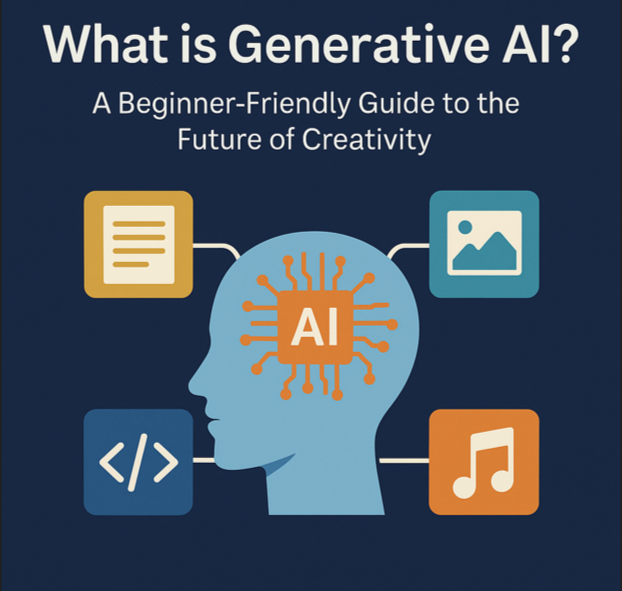 What is Generative AI?
A Beginner-Friendly Guide to the
Future of Creativity
AI
</>